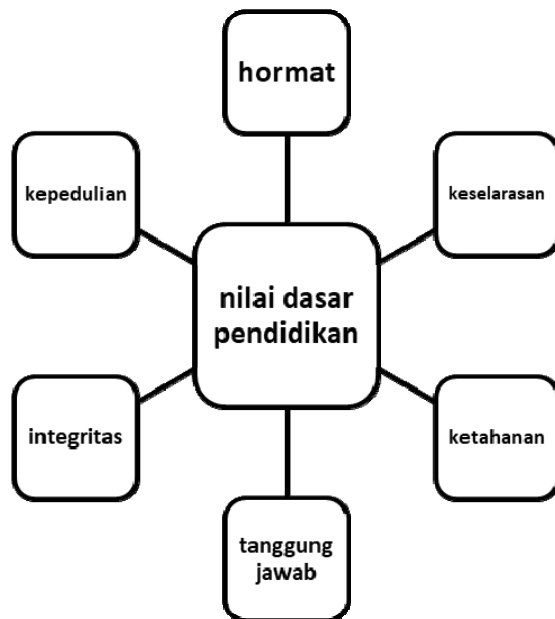 hormat
kepedulian
keselarasan
nilai dasar
pendidikan
integritas
ketahanan
tanggung
jawab